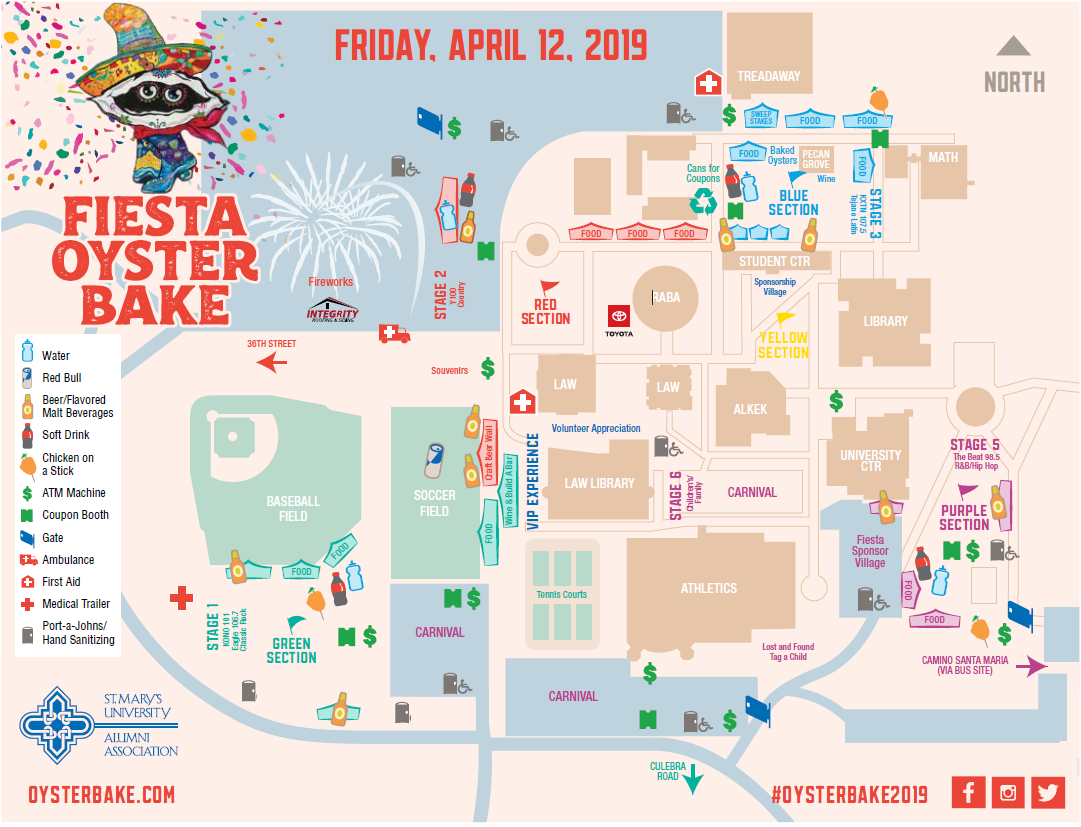 FRIDAY, APRIL 12, 2019
NORTH
FIESTA
OYSTER
BAKE
Fireworks
INTEGRITY
ROOFING & SIDING
36TH STREET
Water
Red Bull
Beer/Flavored
Malt Beverages
Soft Drink
Chicken on
a Stick
ATM Machine
Coupon Booth
Gate
Ambulance
First Aid
Medical Trailer
Port-a-Johns/
Hand Sanitizing
TREADAWAY
SWEEP
STAKES
FOOD
FOOD
FOOD
Baked
Oysters
PECAN
GROVE
FOOD
MATH
Cans for
Coupons
Wine
BLUE
SECTION
STAGE 3
KXTN 107.5
Tejano Latin
FOOD
FOOD
FOOD
STUDENT CTR
STAGE 2
Y100
Country
RED
SECTION
TOYOTA
RABA
Sponsorship
Village
YELLOW
SECTION
LIBRARY
Souvenirs
LAW
LAW
ALKEK
Volunteer Appreciation
Craft Beer Wall
Wine & Build A Bar
VIP EXPERIENCE
LAW LIBRARY
STAGE 6
Children's/
Family
CARNIVAL
UNIVERSITY
CTR
STAGE 5
The Beat 98.5
R&B/Hip Hop
PURPLE
SECTION
BASEBALL
FIELD
SOCCER
FIELD
FOOD
FOOD
FOOD
FOOD
Fiesta
Sponsor
Village
FOOD
FOOD
Tennis Courts
ATHLETICS
STAGE 1
KONO 101
Eagle 106.7
Classic Rock
GREEN
SECTION
CARNIVAL
Lost and Found
Tag a Child
CARNIVAL
CAMINO SANTA MARIA
(VIA BUS SITE)
ST. MARY'S
UNIVERSITY
ALUMNI
ASSOCIATION
CULEBRA
ROAD
OYSTERBAKE.COM
#OYSTERBAKE2019